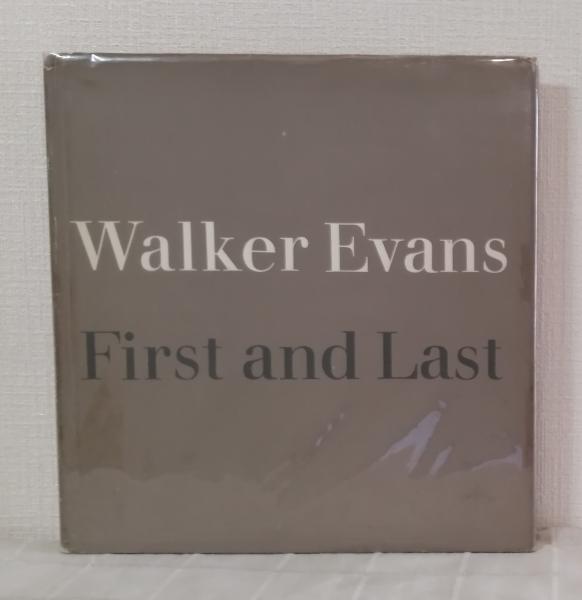 Walker Evans
First and Last